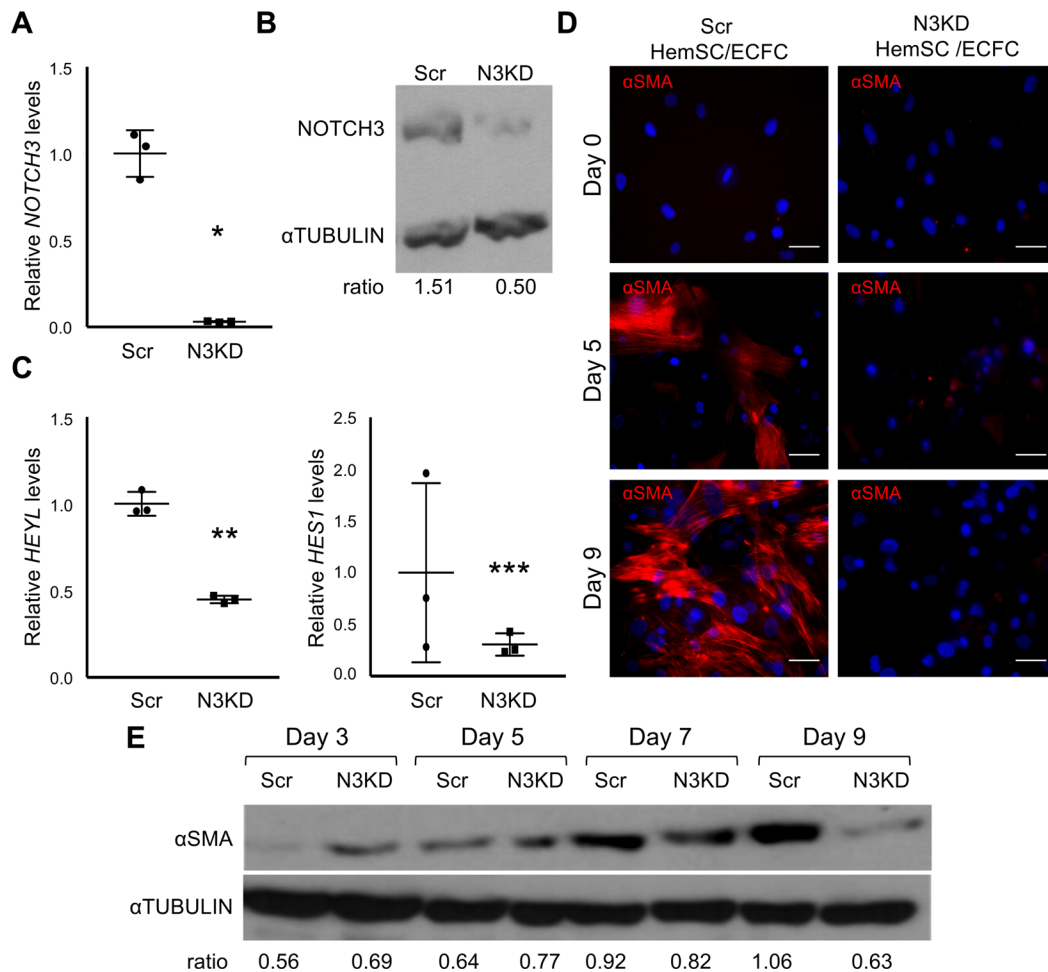 A
Relative NOTCH3 levels
1.5
1.0
0.5
0.0
*
Scr N3KD
B
Scr N3KD
NOTCH3
αTUBULIN
ratio 1.51 0.50
C
Relative HEYL levels
1.5
1.0
0.5
0.0
**
Scr N3KD
Relative HES1 levels
2.5
2.0
1.5
1.0
0.5
0.0
***
Scr N3KD
D
Scr
HemSC/ECFC
N3KD
HemSC /ECFC
Day 0
αSMA αSMA
Day 5
αSMA αSMA
Day 9
αSMA αSMA
E
Day 3 Day 5 Day 7 Day 9
Scr N3KD Scr N3KD Scr N3KD Scr N3KD
αSMA
αTUBULIN
ratio 0.56 0.69 0.64 0.77 0.92 0.82 1.06 0.63